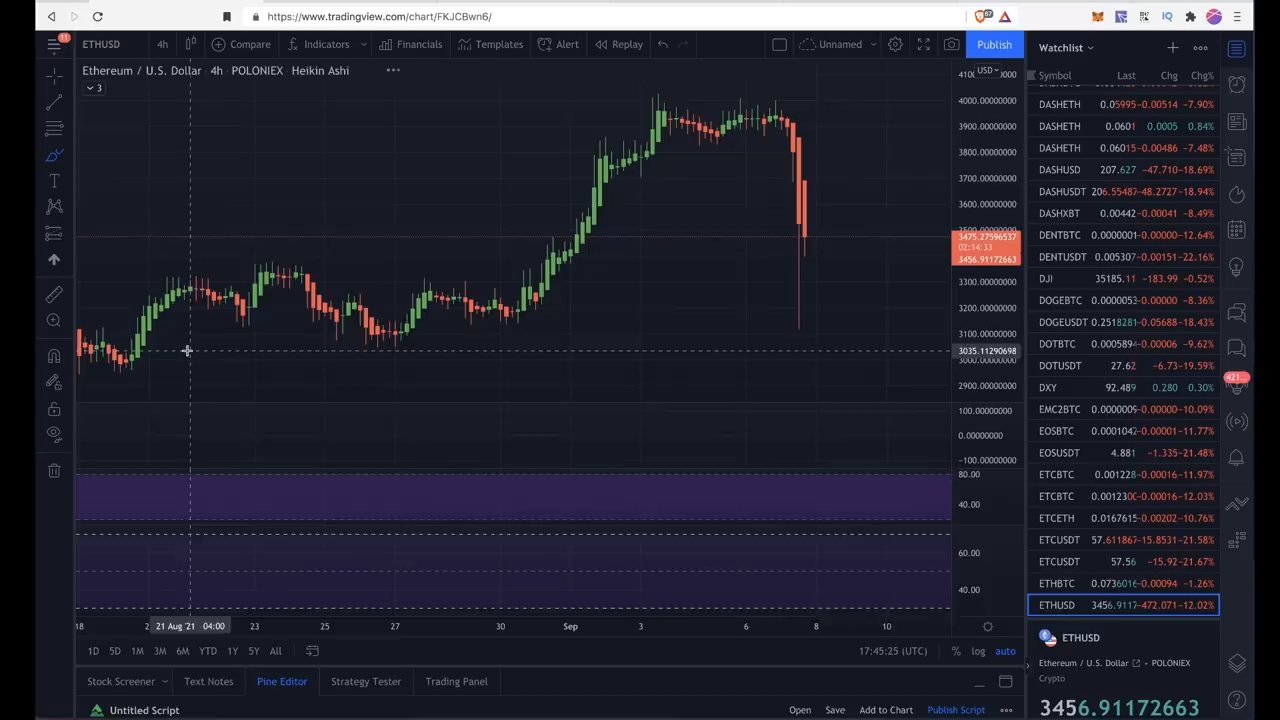 https://www.tradingview.com/chart/FKJCBwn6/
67
IQ
11
ETHUSD 4h Compare Indicators Financials Templates Alert Replay Unnamed Publish
Ethereum / U.S. Dollar 4h POLONIEX Heikin Ashi
3
USD
4000.00000000
3900.00000000
3800.00000000
3700.00000000
3600.00000000
3475.27596537
02:14:33
3456.91172663
3300.00000000
3200.00000000
3100.00000000
3035.11290698
3000.00000000
2900.00000000
100.00000000
0.00000000
-100.00000000
80.00
40.00
60.00
40.00
18 21 Aug '21 04:00 23 25 27 30 Sep 3 6 8 10
1D 5D 1M 3M 6M YTD 1Y 5Y All 17:45:25 (UTC) % log auto
Stock Screener Text Notes Pine Editor Strategy Tester Trading Panel
Untitled Script Open Save Add to Chart Publish Script
Watchlist
Symbol Last Chg Chg%
DASHETH 0.05995 -0.00514 -7.90%
DASHETH 0.0601 0.0005 0.84%
DASHETH 0.06015 -0.00486 -7.48%
DASHUSD 207.627 -47.710 -18.69%
DASHUSDT 206.55487 -48.2727 -18.94%
DASHXBT 0.00442 -0.00041 -8.49%
DENTBTC 0.0000001 -0.00000 -12.64%
DENTUSDT 0.005307 -0.00151 -22.16%
DJI 35185.11 -183.99 -0.52%
DOGEBTC 0.0000053 -0.00000 -8.36%
DOGEUSDT 0.2518281 -0.05688 -18.43%
DOTBTC 0.0005894 -0.00006 -9.62%
DOTUSDT 27.62 -6.73 -19.59%
DXY 92.489 0.280 0.30%
EMC2BTC 0.0000009 -0.00000 -10.09%
EOSBTC 0.0001042 -0.00001 -11.77%
EOSUSDT 4.881 -1.335 -21.48%
ETCBTC 0.001228 -0.00016 -11.97%
ETCBTC 0.001230 -0.00016 -12.03%
ETCETH 0.0167615 -0.00202 -10.76%
ETCUSDT 57.611867 -15.8531 -21.58%
ETCUSDT 57.56 -15.92 -21.67%
ETHBTC 0.0736016 -0.00094 -1.26%
ETHUSD 3456.9117 -472.071 -12.02%
421...
ETHUSD
Ethereum / U.S. Dollar POLONIEX
Crypto
3456.91172663